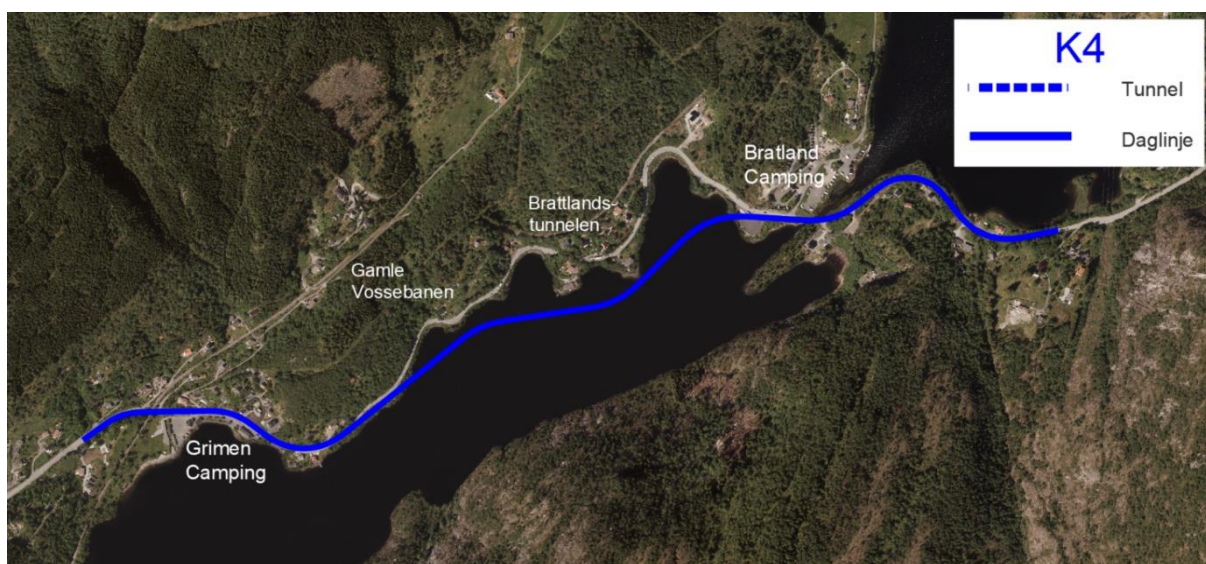 K4
Tunnel
Daglinje
Bratland
Camping
Brattlands-
tunnelen
Gamle
Vossebanen
Grimen
Camping